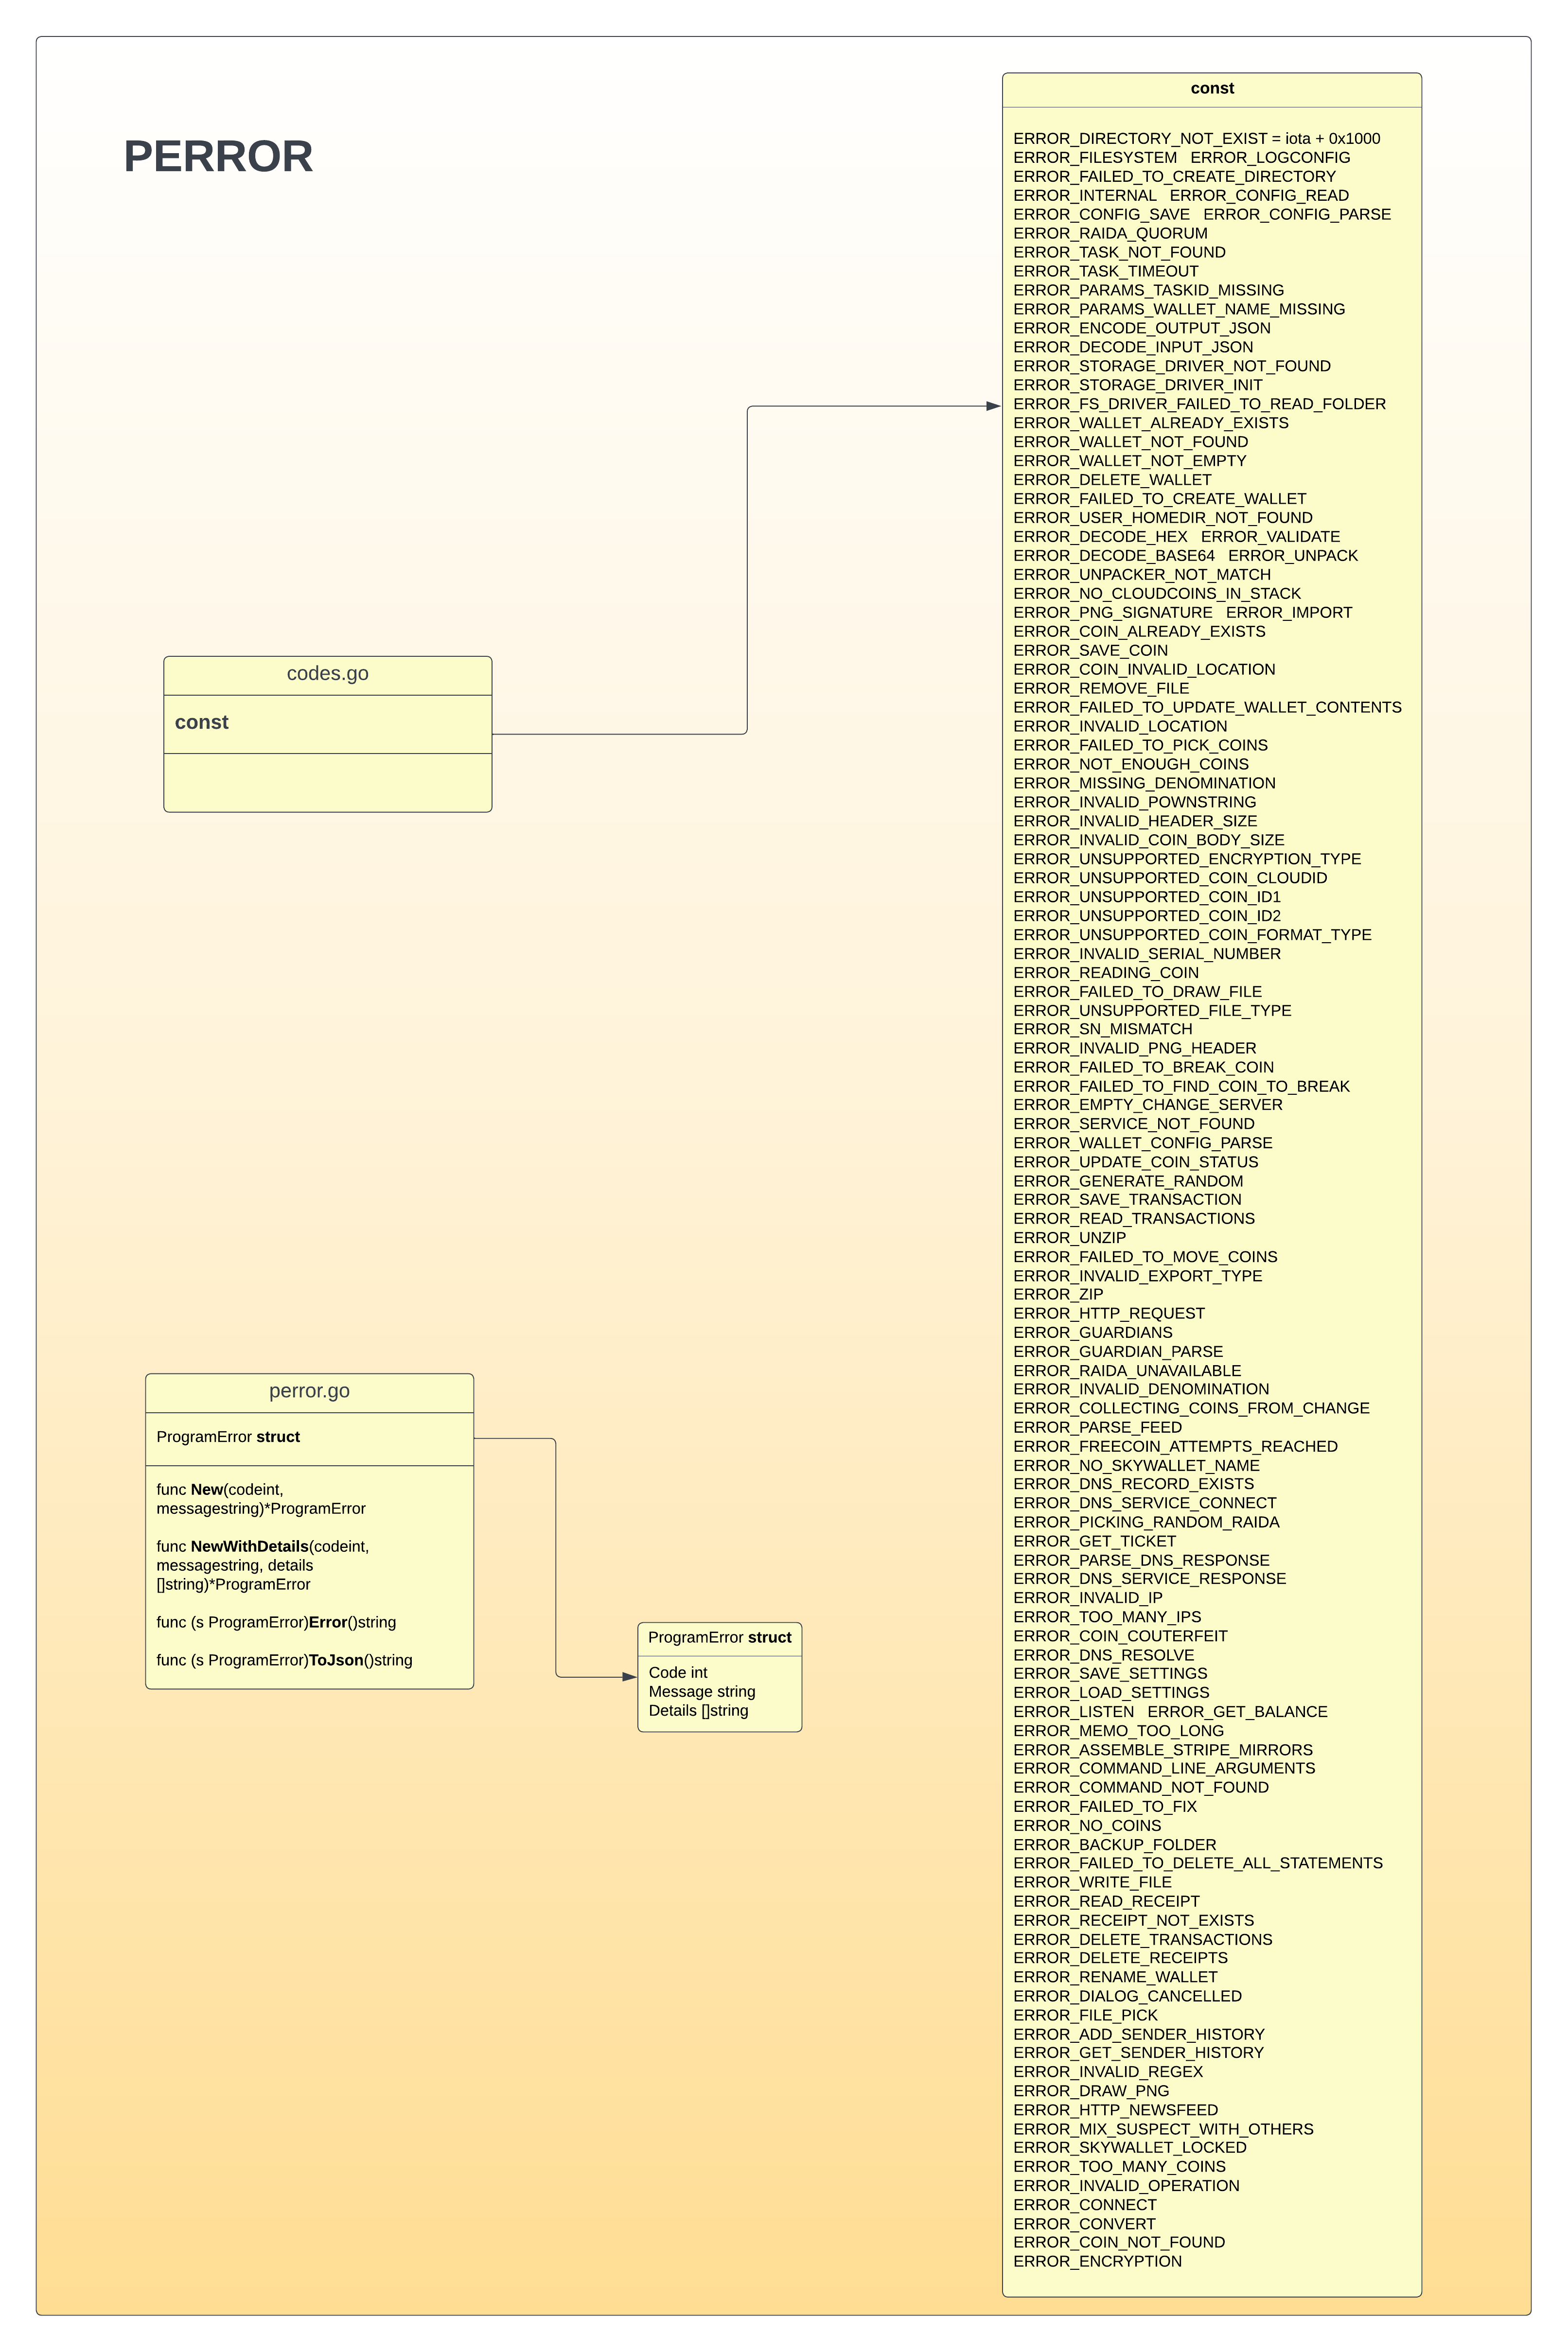 PERROR
const
ERROR_DIRECTORY_NOT_EXIST = iota + 0x1000
ERROR_FILESYSTEM ERROR_LOGCONFIG
ERROR_FAILED_TO_CREATE_DIRECTORY
ERROR_INTERNAL ERROR_CONFIG_READ
ERROR_CONFIG_SAVE ERROR_CONFIG_PARSE
ERROR_RAIDA_QUORUM
ERROR_TASK_NOT_FOUND
ERROR_TASK_TIMEOUT
ERROR_PARAMS_TASKID_MISSING
ERROR_PARAMS_WALLET_NAME_MISSING
ERROR_ENCODE_OUTPUT_JSON
ERROR_DECODE_INPUT_JSON
ERROR_STORAGE_DRIVER_NOT_FOUND
ERROR_STORAGE_DRIVER_INIT
ERROR_FS_DRIVER_FAILED_TO_READ_FOLDER
ERROR_WALLET_ALREADY_EXISTS
ERROR_WALLET_NOT_FOUND
ERROR_WALLET_NOT_EMPTY
ERROR_DELETE_WALLET
ERROR_FAILED_TO_CREATE_WALLET
ERROR_USER_HOMEDIR_NOT_FOUND
ERROR_DECODE_HEX ERROR_VALIDATE
ERROR_DECODE_BASE64 ERROR_UNPACK
ERROR_UNPACKER_NOT_MATCH
ERROR_NO_CLOUDCOINS_IN_STACK
ERROR_PNG_SIGNATURE ERROR_IMPORT
ERROR_COIN_ALREADY_EXISTS
ERROR_SAVE_COIN
ERROR_COIN_INVALID_LOCATION
ERROR_REMOVE_FILE
ERROR_FAILED_TO_UPDATE_WALLET_CONTENTS
ERROR_INVALID_LOCATION
ERROR_FAILED_TO_PICK_COINS
ERROR_NOT_ENOUGH_COINS
ERROR_MISSING_DENOMINATION
ERROR_INVALID_POWNSTRING
ERROR_INVALID_HEADER_SIZE
ERROR_INVALID_COIN_BODY_SIZE
ERROR_UNSUPPORTED_ENCRYPTION_TYPE
ERROR_UNSUPPORTED_COIN_CLOUDID
ERROR_UNSUPPORTED_COIN_ID1
ERROR_UNSUPPORTED_COIN_ID2
ERROR_UNSUPPORTED_COIN_FORMAT_TYPE
ERROR_INVALID_SERIAL_NUMBER
ERROR_READING_COIN
ERROR_FAILED_TO_DRAW_FILE
ERROR_UNSUPPORTED_FILE_TYPE
ERROR_SN_MISMATCH
ERROR_INVALID_PNG_HEADER
ERROR_FAILED_TO_BREAK_COIN
ERROR_FAILED_TO_FIND_COIN_TO_BREAK
ERROR_EMPTY_CHANGE_SERVER
ERROR_SERVICE_NOT_FOUND
ERROR_WALLET_CONFIG_PARSE
ERROR_UPDATE_COIN_STATUS
ERROR_GENERATE_RANDOM
ERROR_SAVE_TRANSACTION
ERROR_READ_TRANSACTIONS
ERROR_UNZIP
ERROR_FAILED_TO_MOVE_COINS
ERROR_INVALID_EXPORT_TYPE
ERROR_ZIP
ERROR_HTTP_REQUEST
ERROR_GUARDIANS
ERROR_GUARDIAN_PARSE
ERROR_RAIDA_UNAVAILABLE
ERROR_INVALID_DENOMINATION
ERROR_COLLECTING_COINS_FROM_CHANGE
ERROR_PARSE_FEED
ERROR_FREECOIN_ATTEMPTS_REACHED
ERROR_NO_SKYWALLET_NAME
ERROR_DNS_RECORD_EXISTS
ERROR_DNS_SERVICE_CONNECT
ERROR_PICKING_RANDOM_RAIDA
ERROR_GET_TICKET
ERROR_PARSE_DNS_RESPONSE
ERROR_DNS_SERVICE_RESPONSE
ERROR_INVALID_IP
ERROR_TOO_MANY_IPS
ERROR_COIN_COUTERFEIT
ERROR_DNS_RESOLVE
ERROR_SAVE_SETTINGS
ERROR_LOAD_SETTINGS
ERROR_LISTEN ERROR_GET_BALANCE
ERROR_MEMO_TOO_LONG
ERROR_ASSEMBLE_STRIPE_MIRRORS
ERROR_COMMAND_LINE_ARGUMENTS
ERROR_COMMAND_NOT_FOUND
ERROR_FAILED_TO_FIX
ERROR_NO_COINS
ERROR_BACKUP_FOLDER
ERROR_FAILED_TO_DELETE_ALL_STATEMENTS
ERROR_WRITE_FILE
ERROR_READ_RECEIPT
ERROR_RECEIPT_NOT_EXISTS
ERROR_DELETE_TRANSACTIONS
ERROR_DELETE_RECEIPTS
ERROR_RENAME_WALLET
ERROR_DIALOG_CANCELLED
ERROR_FILE_PICK
ERROR_ADD_SENDER_HISTORY
ERROR_GET_SENDER_HISTORY
ERROR_INVALID_REGEX
ERROR_DRAW_PNG
ERROR_HTTP_NEWSFEED
ERROR_MIX_SUSPECT_WITH_OTHERS
ERROR_SKYWALLET_LOCKED
ERROR_TOO_MANY_COINS
ERROR_INVALID_OPERATION
ERROR_CONNECT
ERROR_CONVERT
ERROR_COIN_NOT_FOUND
ERROR_ENCRYPTION
codes.go
const
perror.go
ProgramError struct
func New(codeint,
messagestring)*ProgramError
func NewWithDetails(codeint,
messagestring, details
[]string)*ProgramError
func (s ProgramError)Error()string
func (s ProgramError)ToJson()string
ProgramError struct
Code int
Message string
Details []string